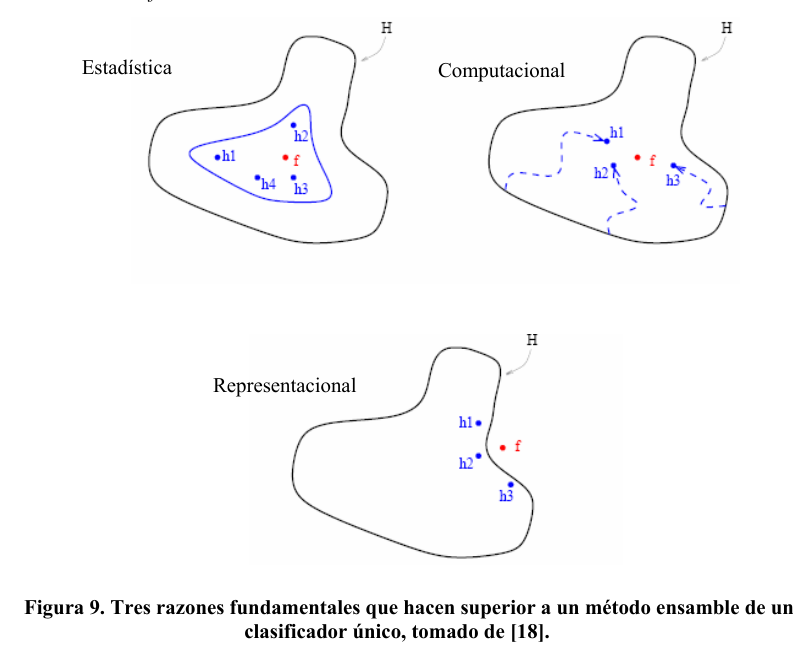 H
Estadística
h2
h1
f
h4
h3
H
Computacional
h1
f
h2
h3
H
Representacional
h1
f
h2
h3
Figura 9. Tres razones fundamentales que hacen superior a un método ensamble de un
clasificador único, tomado de [18].